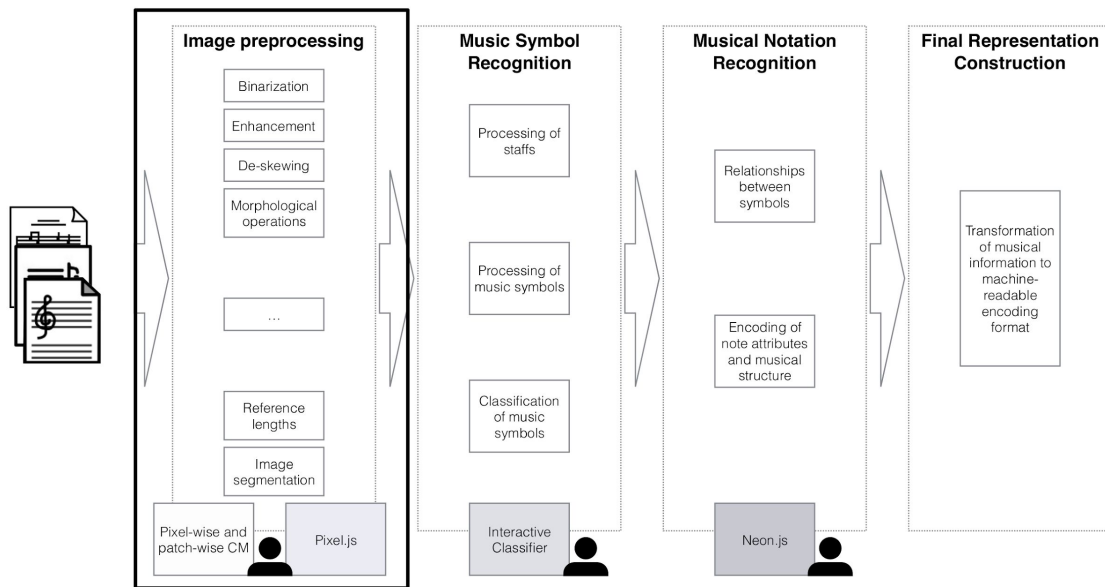 Image preprocessing
Binarization
Enhancement
De-skewing
Morphological
operations
...
Reference
lengths
Image
segmentation
Pixel-wise and
patch-wise CM
Pixel.js
Music Symbol
Recognition
Processing of
staffs
Processing of
music symbols
Classification
of music
symbols
Interactive
Classifier
Musical Notation
Recognition
Relationships
between
symbols
Encoding of
note attributes
and musical
structure
Neon.js
Final Representation
Construction
Transformation
of musical
information to
machine-
readable
encoding
format